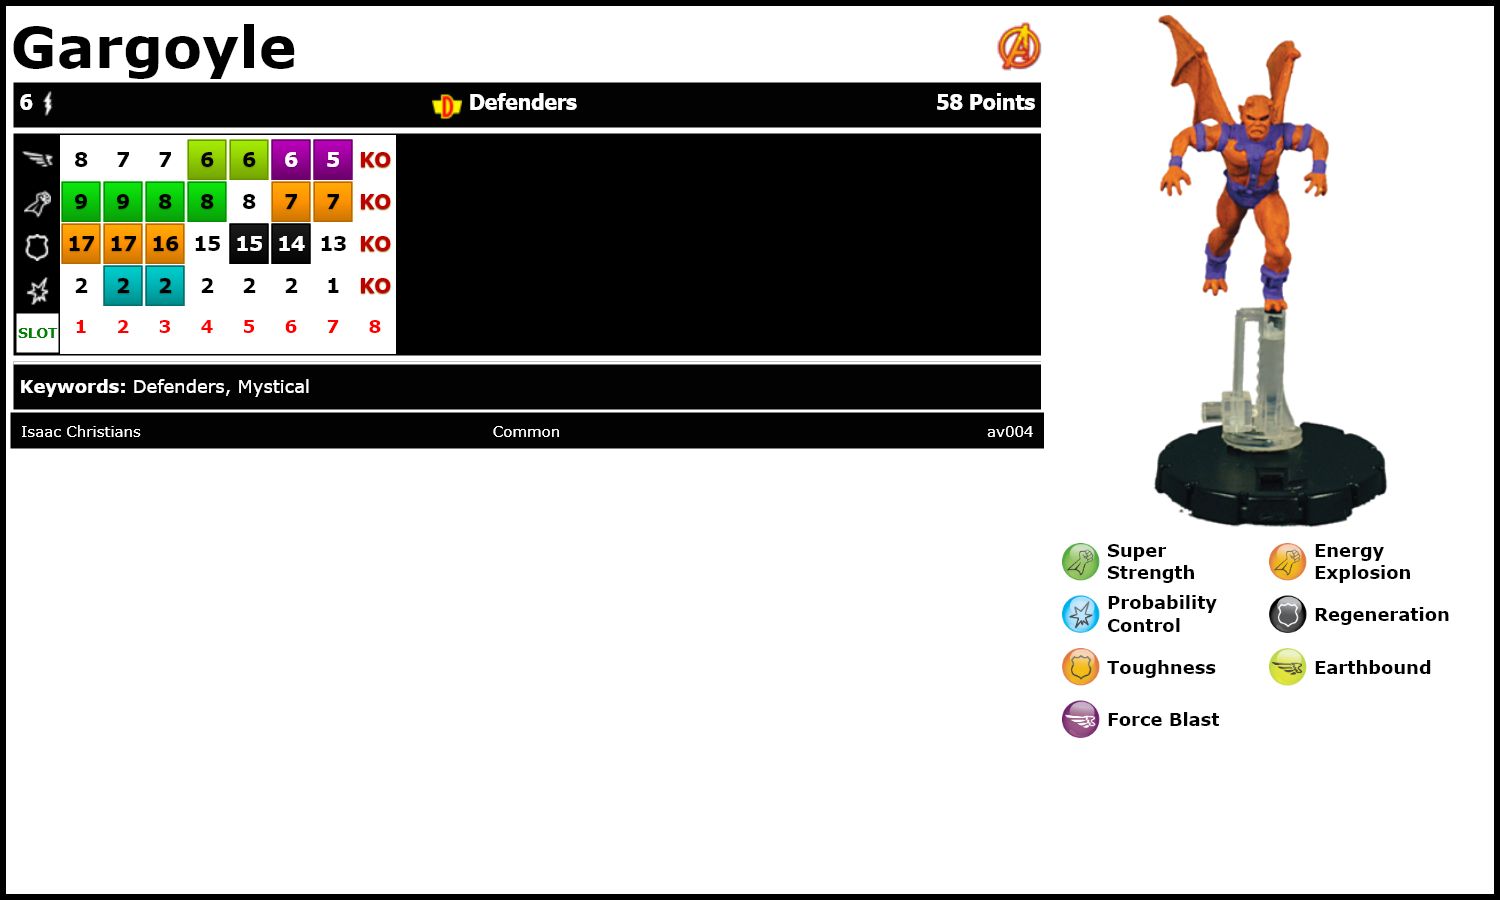 Gargoyle
6 Defenders 58 Points
8 7 7 6 6 6 5 KO
9 9 8 8 8 7 7 KO
17 17 16 15 15 14 13 KO
2 2 2 2 2 2 1 KO
SLOT 1 2 3 4 5 6 7 8
Keywords: Defenders, Mystical
Isaac Christians Common av004
Super
Strength
Energy
Explosion
Probability
Control
Regeneration
Toughness
Earthbound
Force Blast